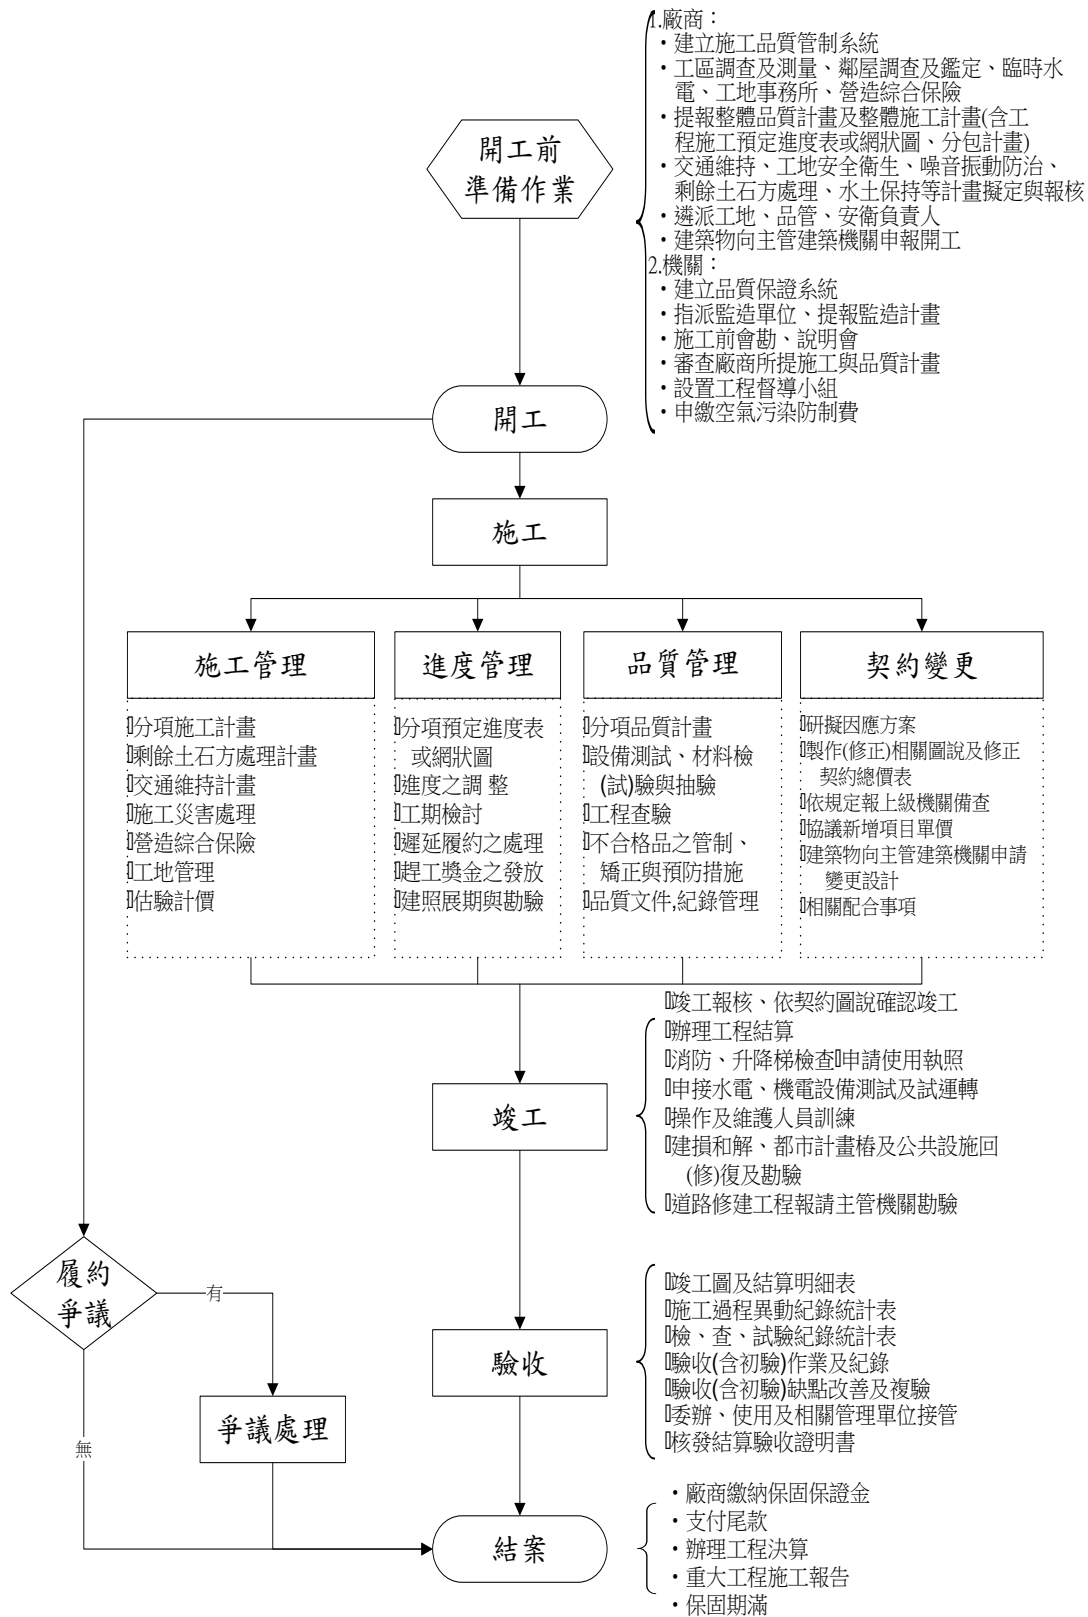 1.廠商：
・建立施工品質管制系統
・工區調查及測量、鄰屋調查及鑑定、臨時水
電、工地事務所、營造綜合保險
・提報整體品質計畫及整體施工計畫(含工
程施工預定進度表或網狀圖、分包計畫)
・交通維持、工地安全衛生、噪音振動防治、
剩餘土石方處理、水土保持等計畫擬定與報核
・遴派工地、品管、安衛負責人
・建築物向主管建築機關申報開工
2.機關：
・建立品質保證系統
・指派監造單位、提報監造計畫
・施工前會勘、說明會
・審查廠商所提施工與品質計畫
・設置工程督導小組
・申繳空氣污染防制費
開工前
準備作業
開工
施工
施工管理
分項施工計畫
剩餘土石方處理計畫
交通維持計畫
施工災害處理
營造綜合保險
工地管理
估驗計價
進度管理
分項預定進度表
或網狀圖
進度之調 整
工期檢討
遲延履約之處理
趕工獎金之發放
建照展期與勘驗
品質管理
分項品質計畫
設備測試、材料檢
(試)驗與抽驗
工程查驗
不合格品之管制、
矯正與預防措施
品質文件,紀錄管理
契約變更
研擬因應方案
製作(修正)相關圖說及修正
契約總價表
依規定報上級機關備查
協議新增項目單價
建築物向主管建築機關申請
變更設計
相關配合事項
竣工
竣工報核、依契約圖說確認竣工
辦理工程結算
消防、升降梯檢查申請使用執照
申接水電、機電設備測試及試運轉
操作及維護人員訓練
建損和解、都市計畫樁及公共設施回
(修)復及勘驗
道路修建工程報請主管機關勘驗
履約
爭議
有
無
爭議處理
驗收
竣工圖及結算明細表
施工過程異動紀錄統計表
檢、查、試驗紀錄統計表
驗收(含初驗)作業及紀錄
驗收(含初驗)缺點改善及複驗
委辦、使用及相關管理單位接管
核發結算驗收證明書
結案
・廠商繳納保固保證金
・支付尾款
・辦理工程決算
・重大工程施工報告
・保固期滿